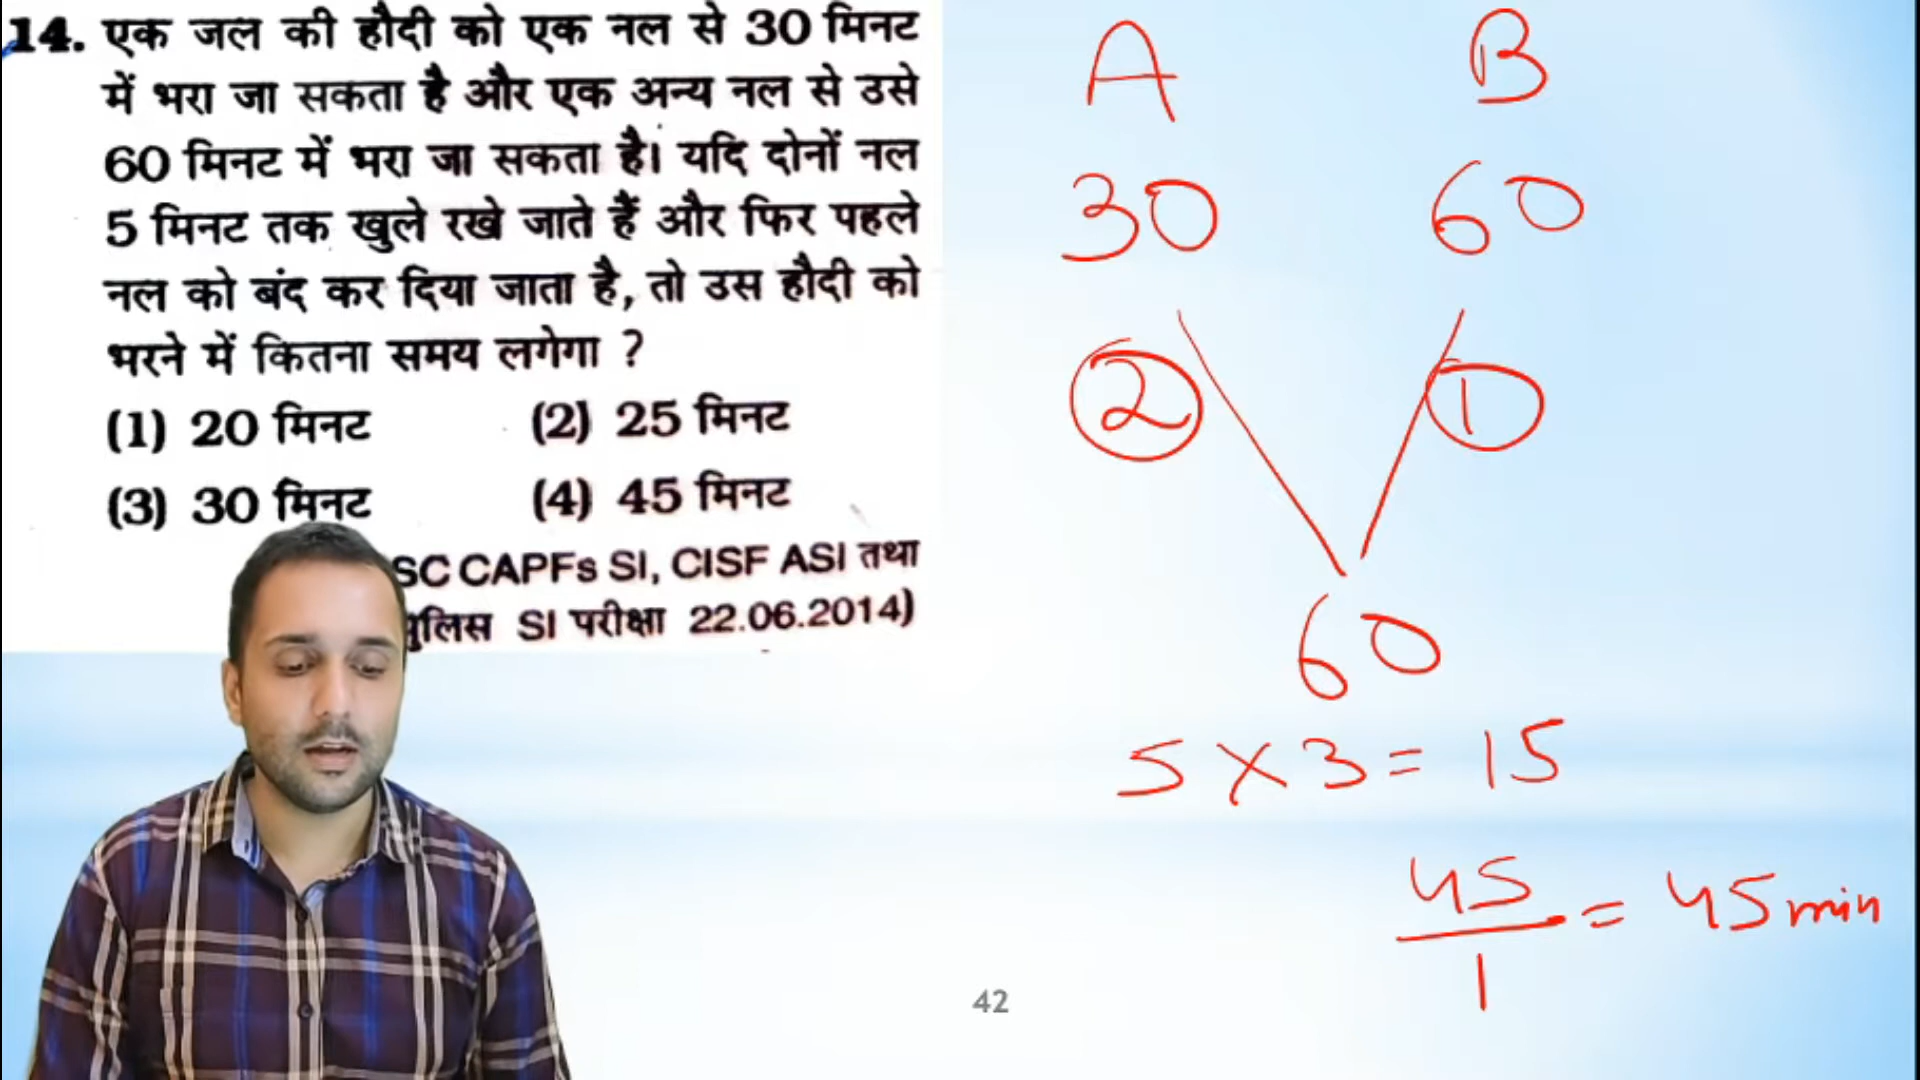 14. एक जल की हौदी को एक नल से 30 मिनट
में भरा जा सकता है और एक अन्य नल से उसे
60 मिनट में भरा जा सकता है। यदि दोनों नल
5 मिनट तक खुले रखे जाते हैं और फिर पहले
नल को बंद कर दिया जाता है, तो उस हौदी को
भरने में कितना समय लगेगा ?
(1) 20 मिनट (2) 25 मिनट
(3) 30 मिनट (4) 45 मिनट
SC CAPFs SI, CISF ASI तथा
SI परीक्षा 22.06.2014)
A B
30 60
2 1
60
5 × 3 = 15
45/1 = 45 min
42